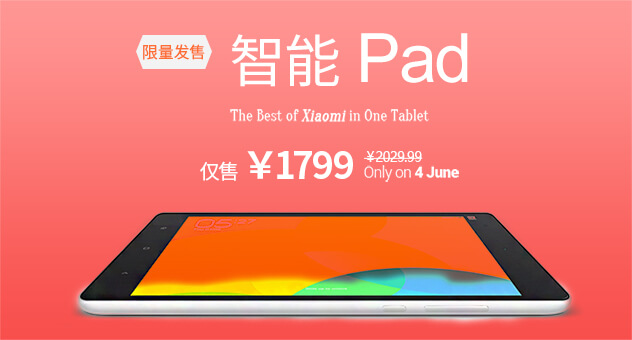 限量发售
智能 Pad
The Best of Xiaomi in One Tablet
仅售 ￥1799
￥2029.99
Only on 4 June